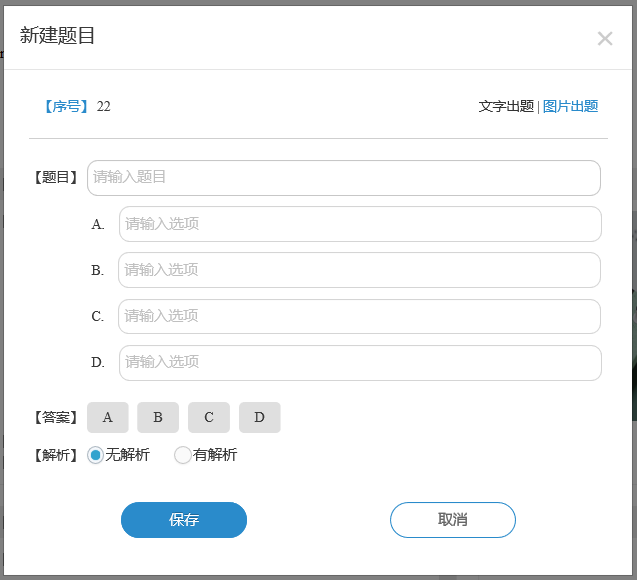 新建题目
×
【序号】 22
文字出题 | 图片出题
【题目】 请输入题目
A. 请输入选项
B. 请输入选项
C. 请输入选项
D. 请输入选项
【答案】 A B C D
【解析】 无解析 有解析
保存 取消